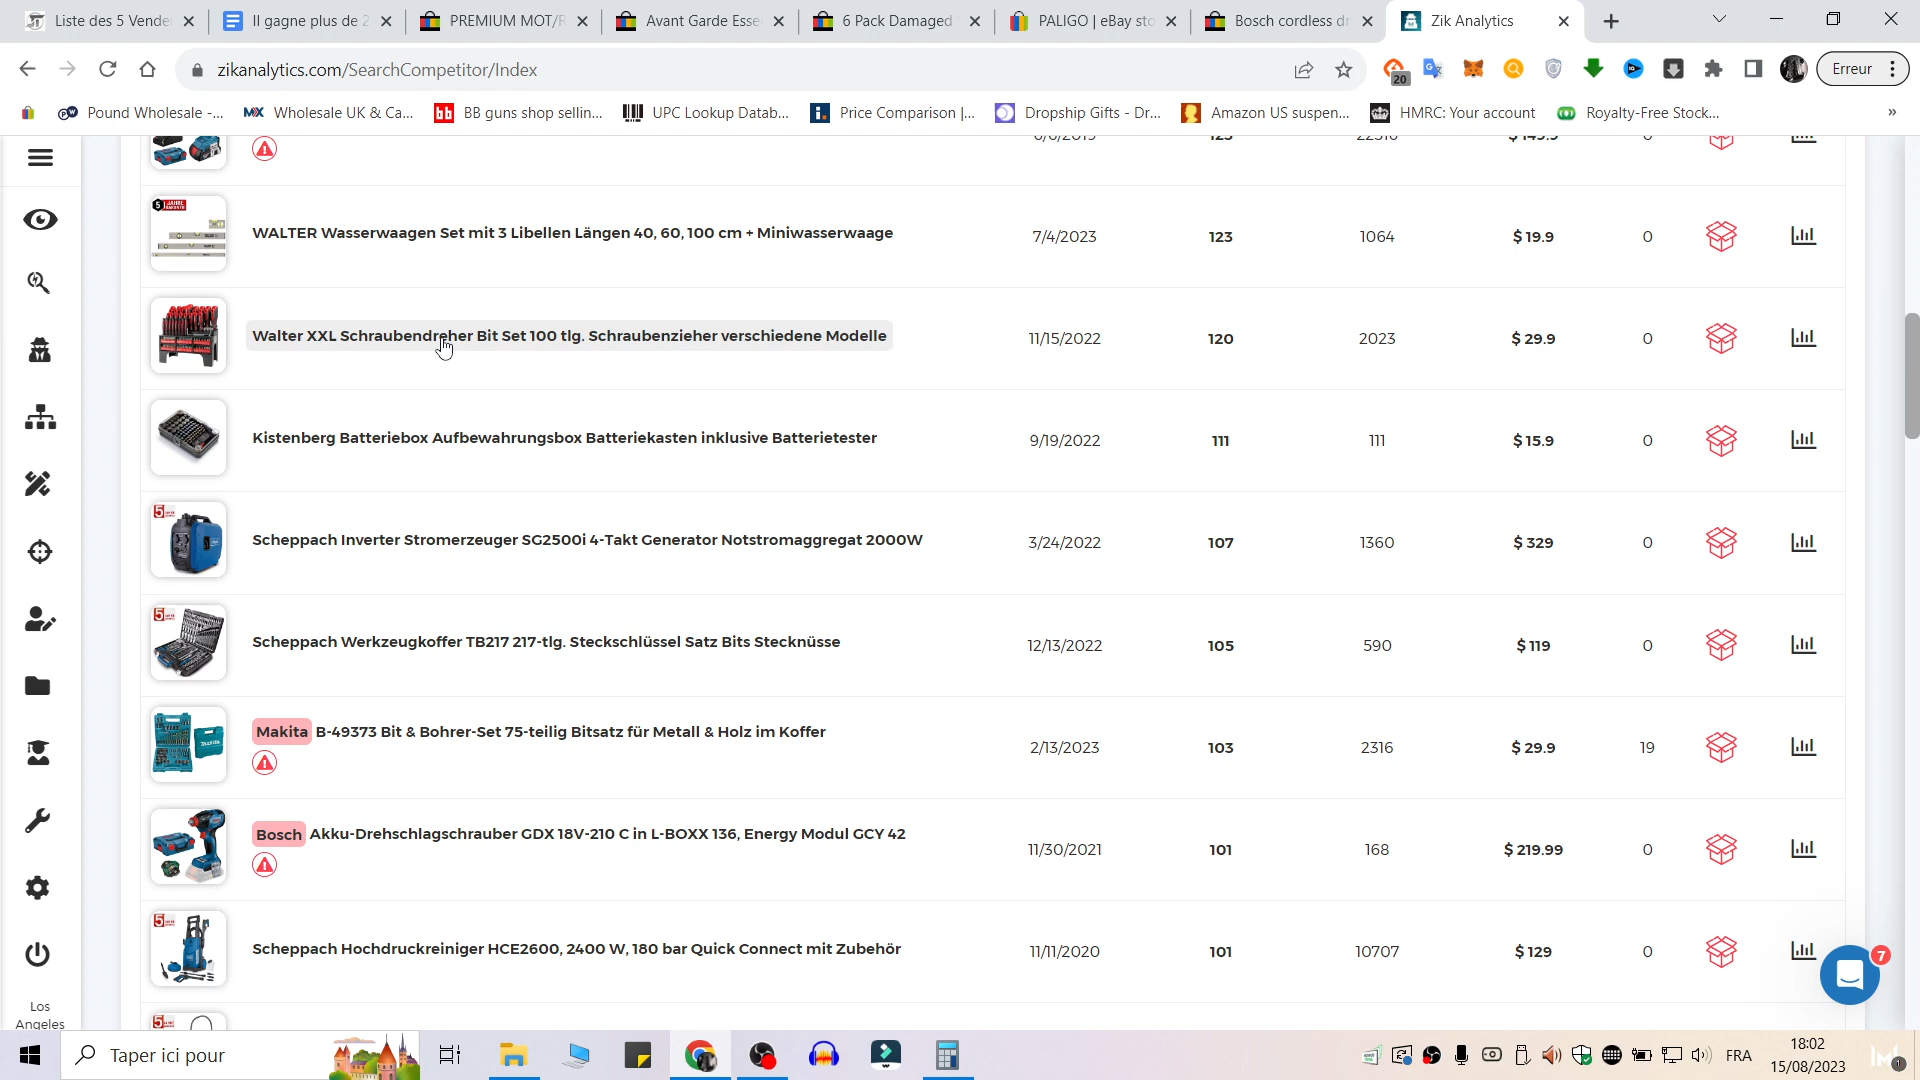 Liste des 5 Vende
Il gagne plus de 2
PREMIUM MOT/R
Avant Garde Esse
6 Pack Damaged
PALIGO | eBay sto
Bosch cordless dr
Zik Analytics
zikanalytics.com/SearchCompetitor/Index
20
Erreur
Pound Wholesale -...
Wholesale UK & Ca...
BB guns shop sellin...
UPC Lookup Datab...
Price Comparison |...
Dropship Gifts - Dr...
Amazon US suspen...
HMRC: Your account
Royalty-Free Stock...
»
WALTER Wasserwaagen Set mit 3 Libellen Längen 40, 60, 100 cm + Miniwasserwaage 7/4/2023 123 1064 $ 19.9 0
Walter XXL Schraubendreher Bit Set 100 tlg. Schraubenzieher verschiedene Modelle 11/15/2022 120 2023 $ 29.9 0
Kistenberg Batteriebox Aufbewahrungsbox Batteriekasten inklusive Batterietester 9/19/2022 111 111 $ 15.9 0
Scheppach Inverter Stromerzeuger SG2500i 4-Takt Generator Notstromaggregat 2000W 3/24/2022 107 1360 $ 329 0
Scheppach Werkzeugkoffer TB217 217-tlg. Steckschlüssel Satz Bits Stecknüsse 12/13/2022 105 590 $ 119 0
Makita B-49373 Bit & Bohrer-Set 75-teilig Bitsatz für Metall & Holz im Koffer 2/13/2023 103 2316 $ 29.9 19
Bosch Akku-Drehschlagschrauber GDX 18V-210 C in L-BOXX 136, Energy Modul GCY 42 11/30/2021 101 168 $ 219.99 0
Scheppach Hochdruckreiniger HCE2600, 2400 W, 180 bar Quick Connect mit Zubehör 11/11/2020 101 10707 $ 129 0
7
Los
Angeles
Taper ici pour
FRA
18:02
15/08/2023
1